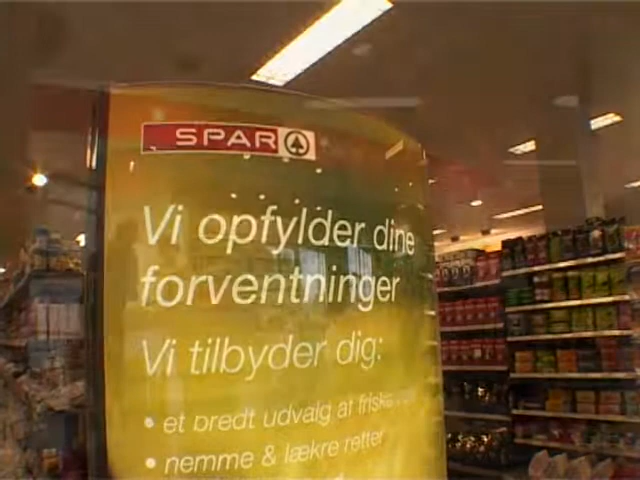 SPAR
Vi opfylder dine
forventninger
Vi tilbyder dig:
• et bredt udvalg af
• nemme & lækre retter